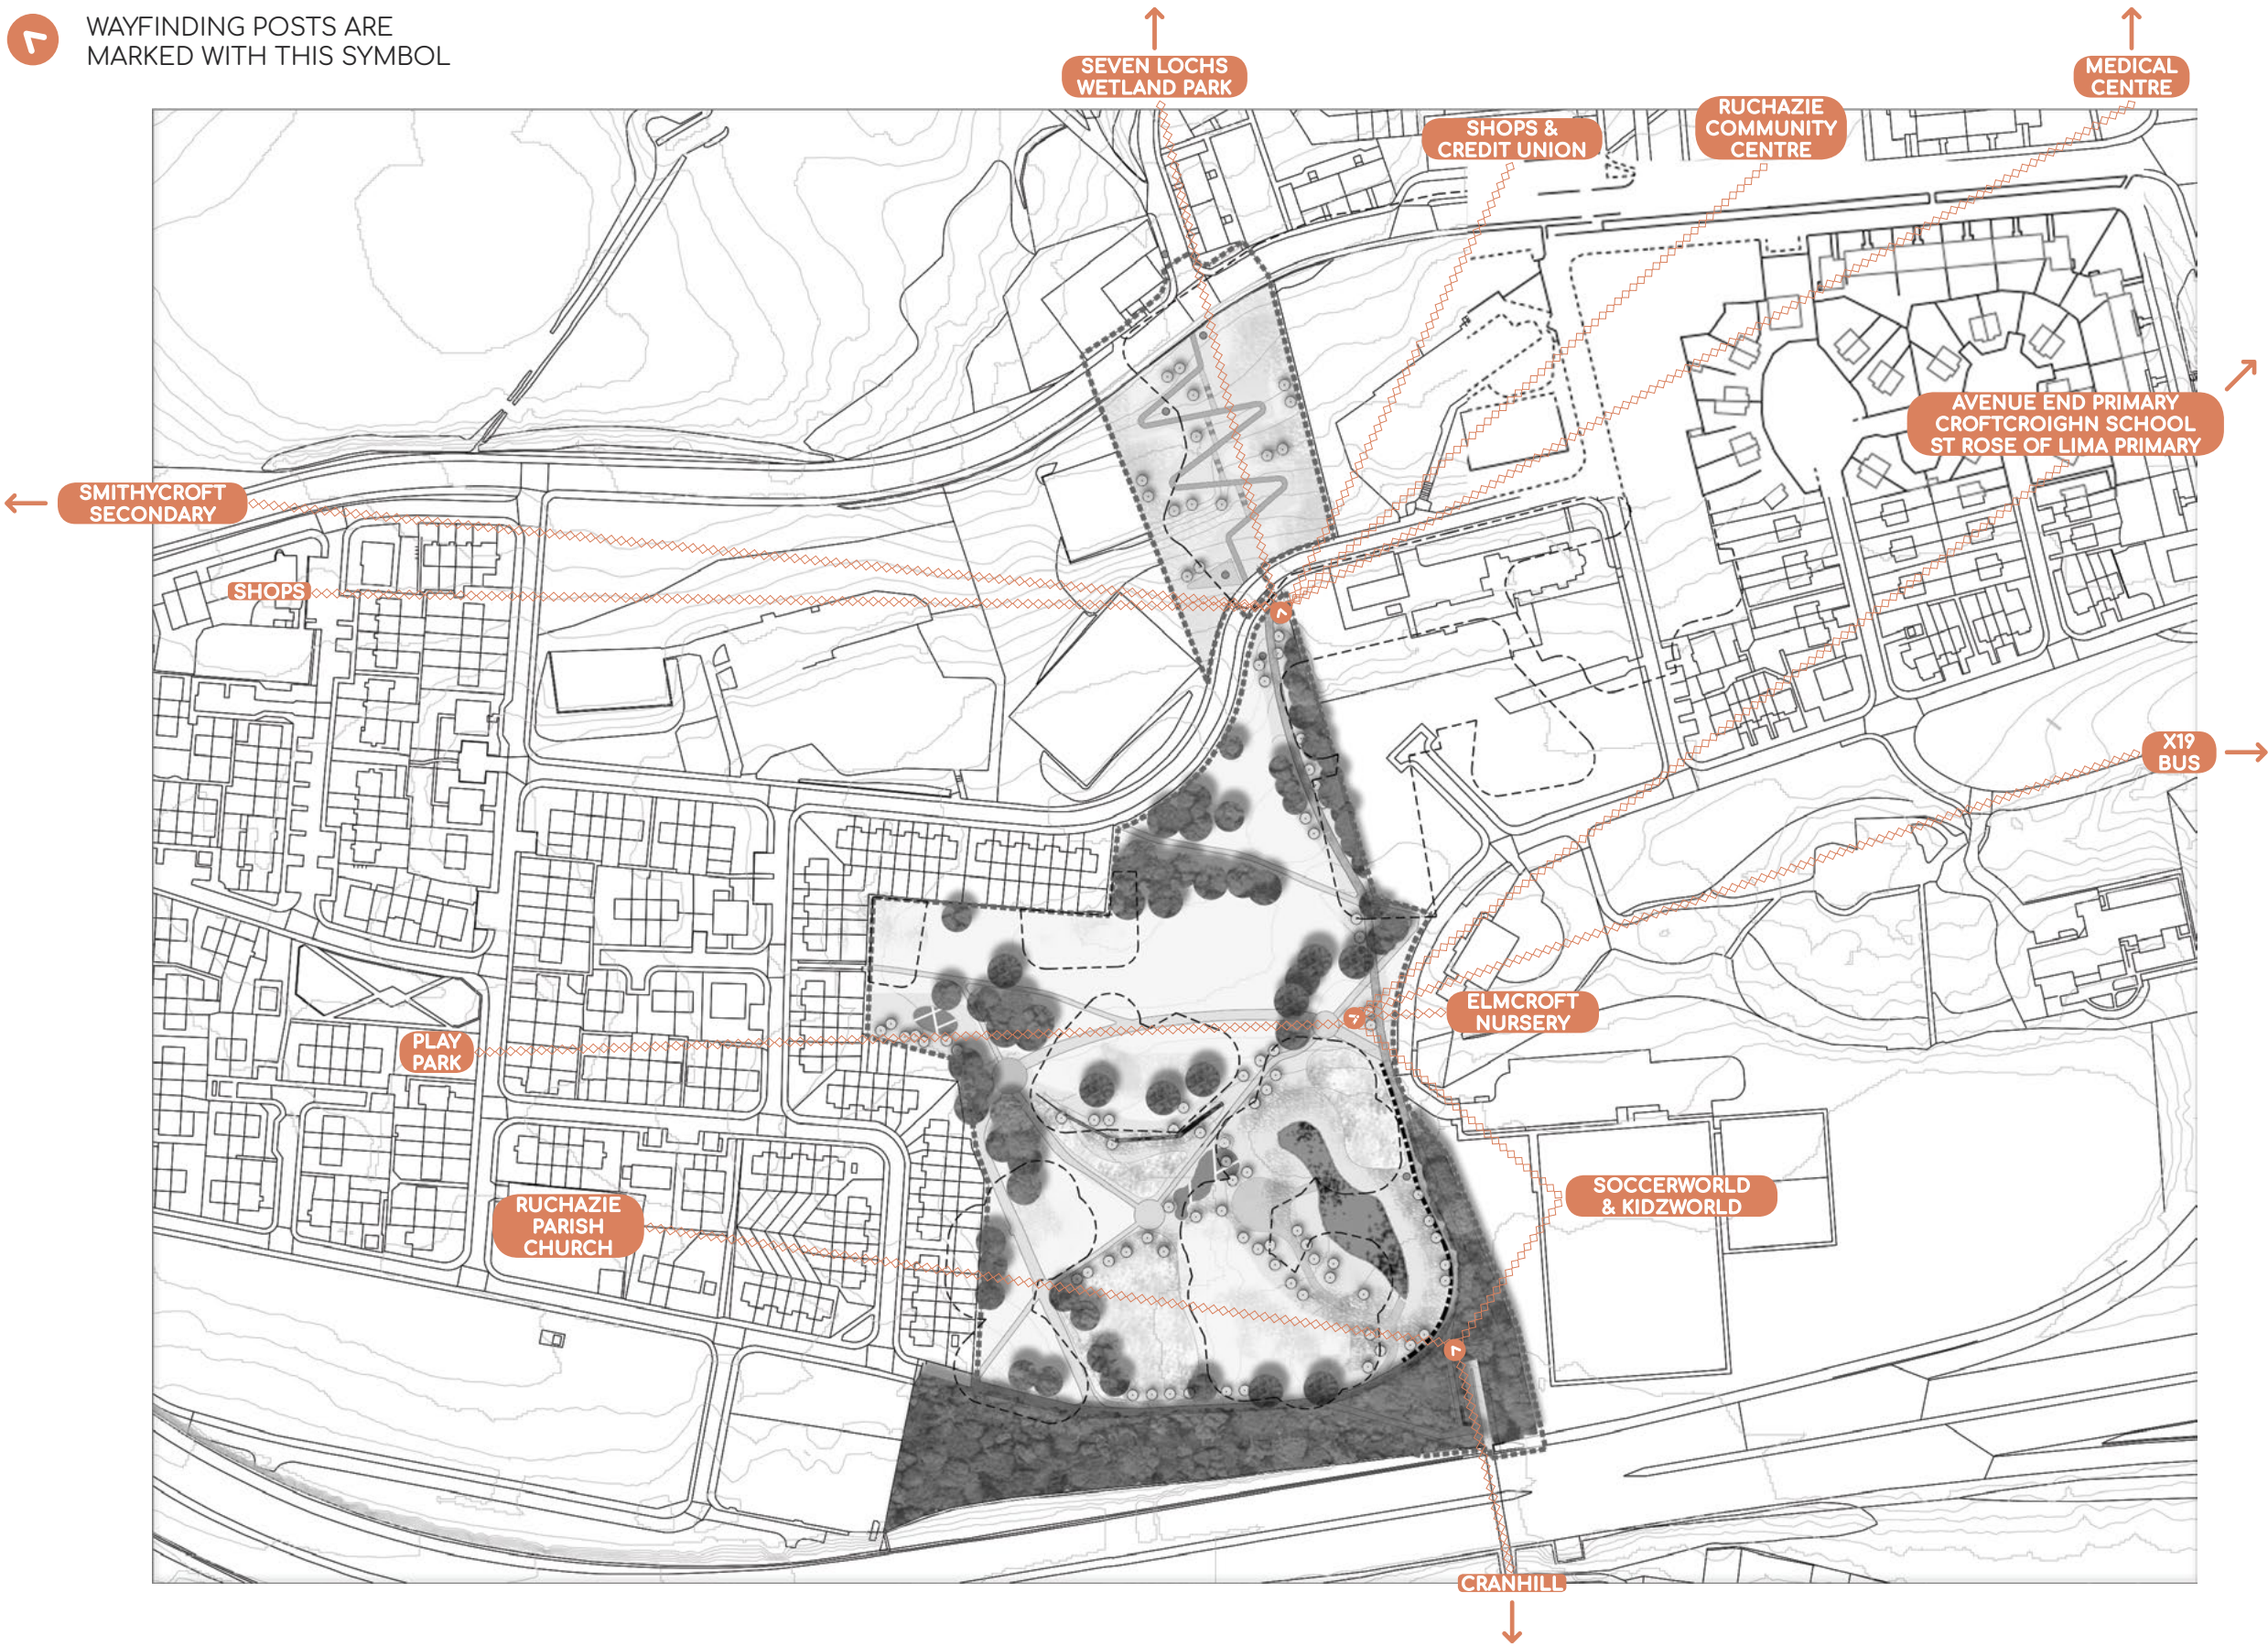 WAYFINDING POSTS ARE
MARKED WITH THIS SYMBOL
SEVEN LOCHS
WETLAND PARK
MEDICAL
CENTRE
SHOPS &
CREDIT UNION
RUCHAZIE
COMMUNITY
CENTRE
AVENUE END PRIMARY
CROFTCROIGHN SCHOOL
ST ROSE OF LIMA PRIMARY
SMITHYCROFT
SECONDARY
SHOPS
X19
BUS
ELMCROFT
NURSERY
PLAY
PARK
SOCCERWORLD
& KIDZWORLD
RUCHAZIE
PARISH
CHURCH
CRANHILL